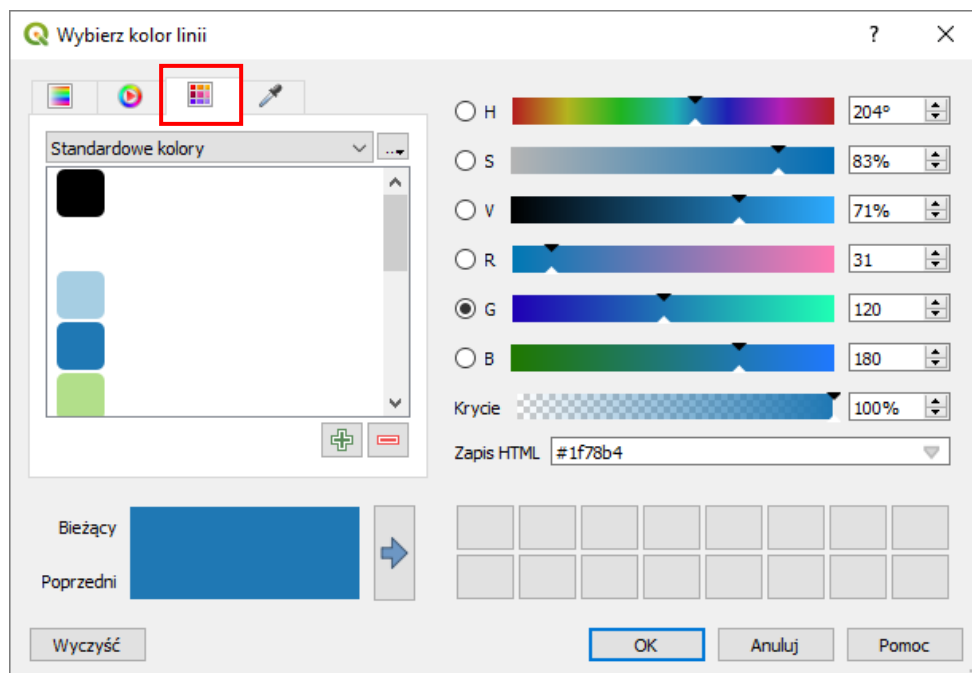 Wybierz kolor linii
?
Standardowe kolory
...
H 204°
S 83%
V 71%
R 31
G 120
B 180
Krycie 100%
Zapis HTML #1f78b4
Bieżący
Poprzedni
Wyczyść
OK
Anuluj
Pomoc